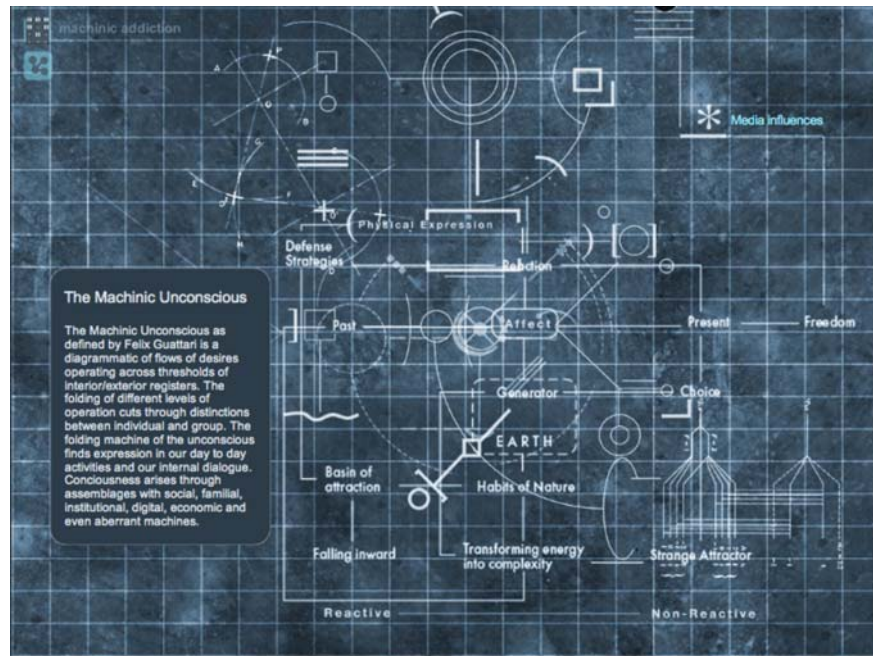 machinic addiction
Media influences
Physical Expression
Defense
Strategies
Reaction
The Machinic Unconscious
The Machinic Unconscious as
defined by Felix Guattari is a
diagrammatic of flows of desires
operating across thresholds of
interior/exterior registers. The
folding of different levels of
operation cuts through distinctions
between individual and group. The
folding machine of the unconscious
finds expression in our day to day
activities and our internal dialogue.
Conciousness arises through
assemblages with social, familial,
institutional, digital, economic and
even aberrant machines.
Past
Affect
Present
Freedom
Generator
Choice
EARTH
Basin of
attraction
Habits of Nature
Falling inward
Transforming energy
into complexity
Strange Attractor
Reactive
Non-Reactive